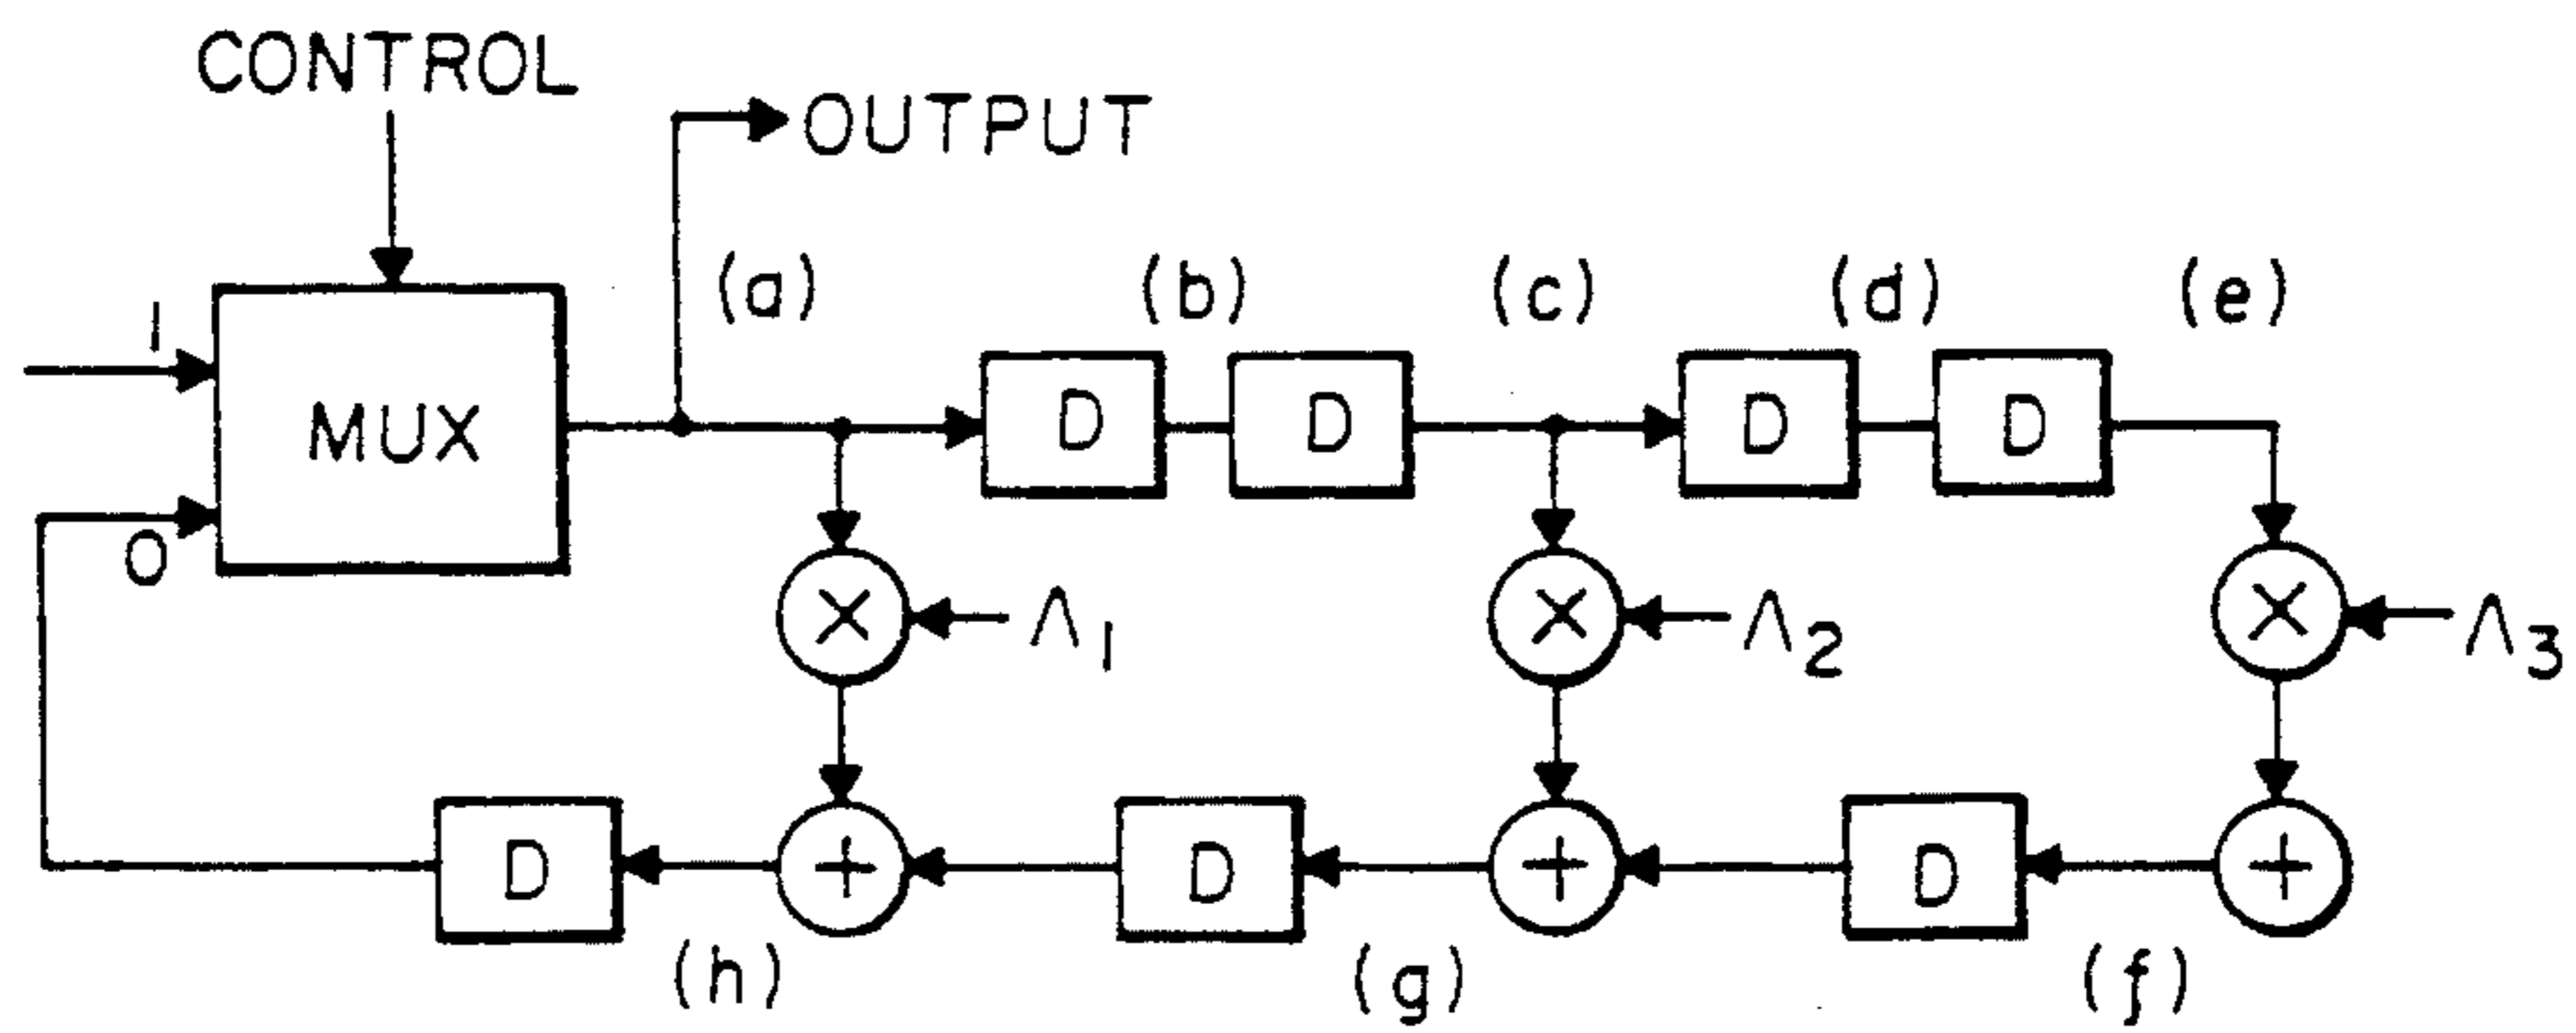 CONTROL
OUTPUT
(a)
(b)
(c)
(d)
(e)
1
MUX
D
D
D
D
0
×
Λ1
×
Λ2
×
Λ3
D
+
D
+
D
+
(h)
(g)
(f)